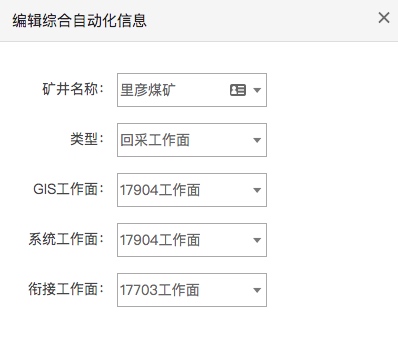 编辑综合自动化信息
矿井名称： 里彦煤矿
类型： 回采工作面
GIS工作面： 17904工作面
系统工作面： 17904工作面
衔接工作面： 17703工作面